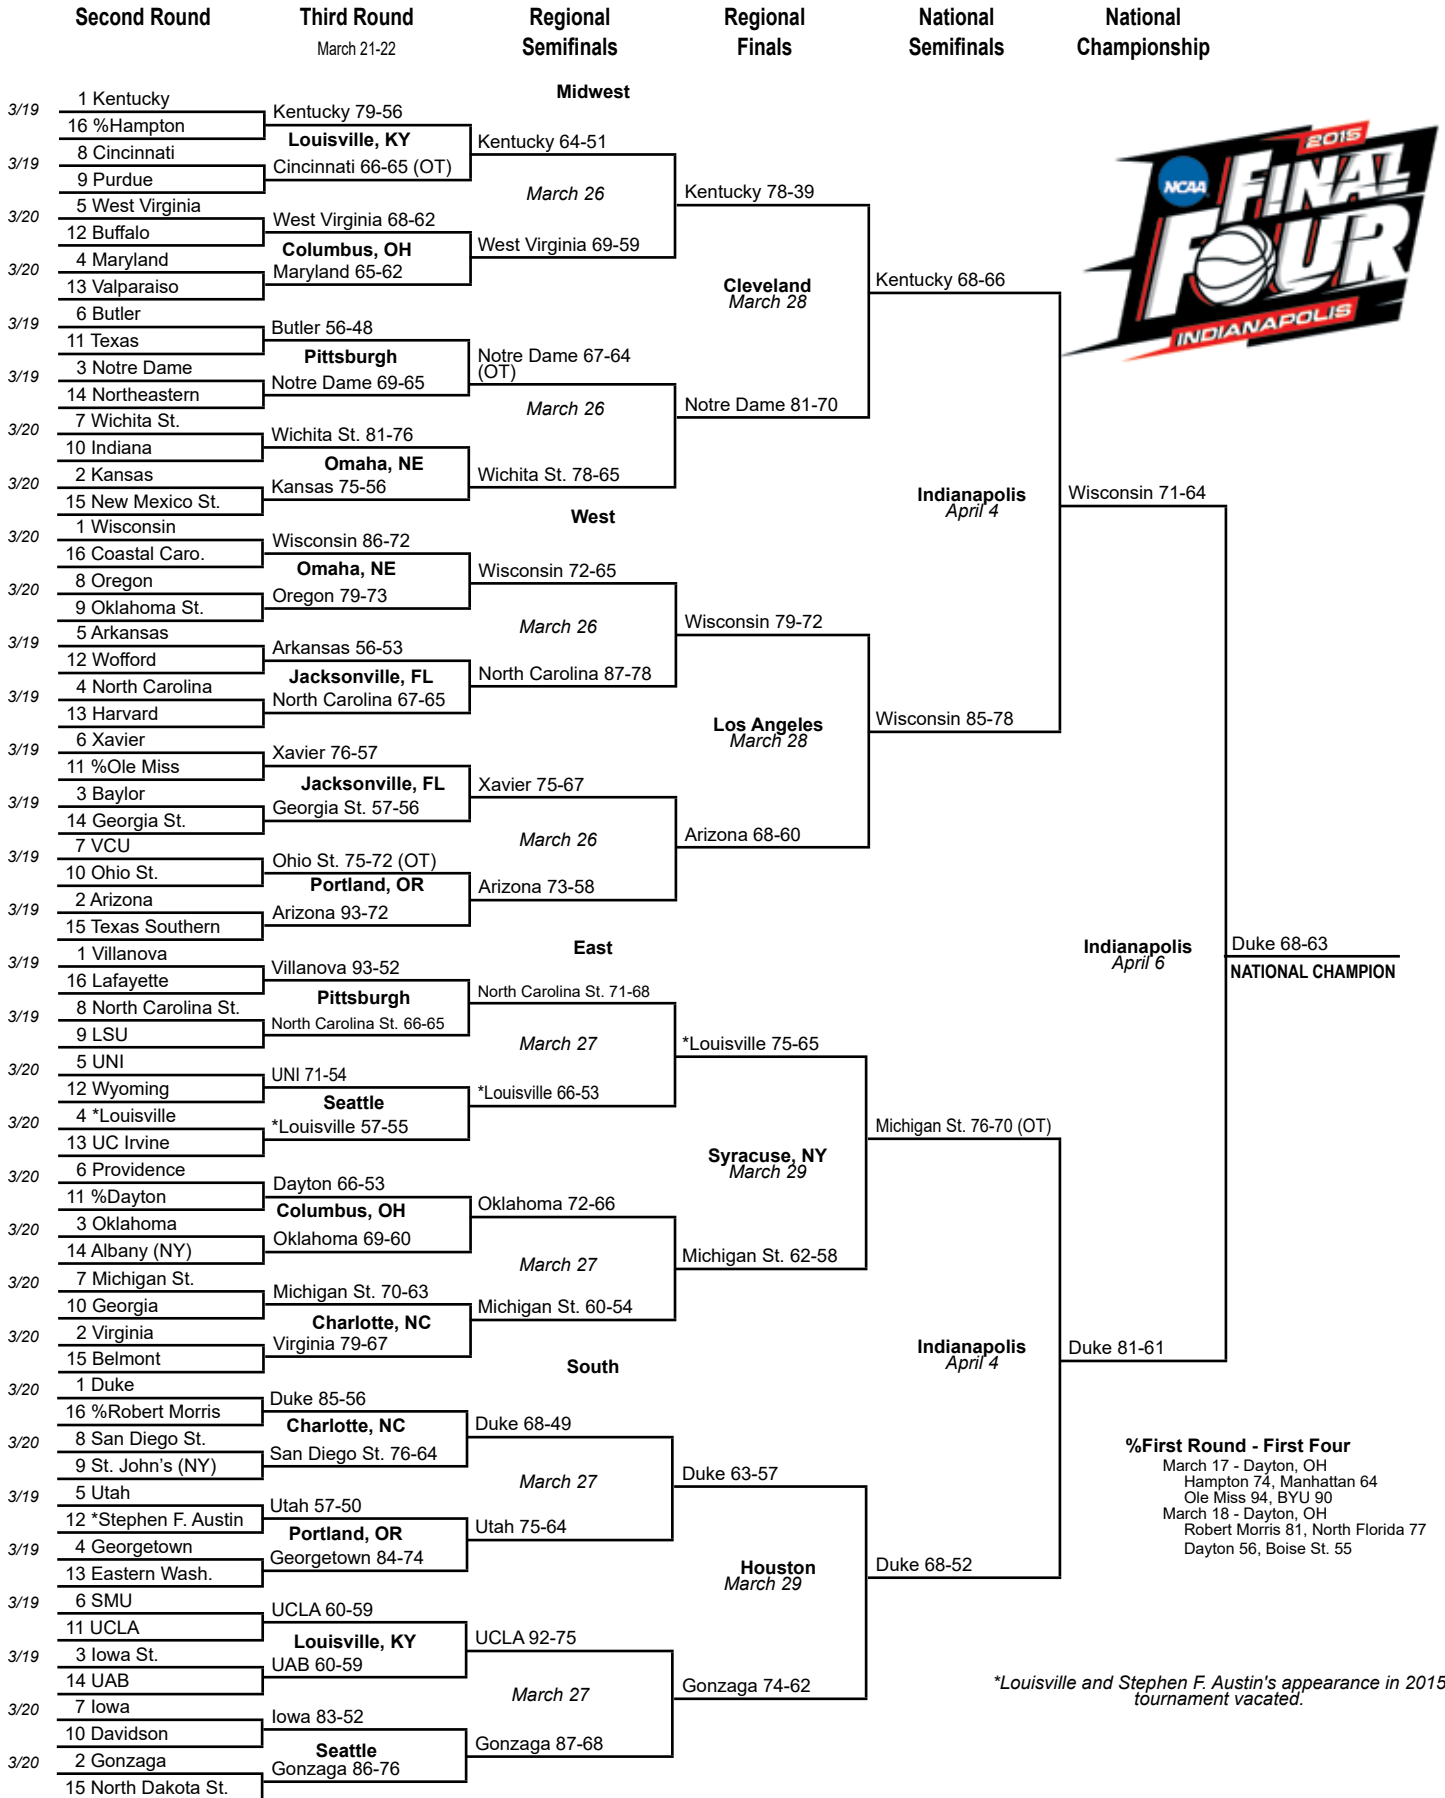 Second Round
Third Round
March 21-22
Regional
Semifinals
Regional
Finals
National
Semifinals
National
Championship
2015
NCAA
FINAL
FOUR
INDIANAPOLIS
Midwest
3/19
1 Kentucky
16 %Hampton
3/19
8 Cincinnati
9 Purdue
3/20
5 West Virginia
12 Buffalo
3/20
4 Maryland
13 Valparaiso
3/19
6 Butler
11 Texas
3/19
3 Notre Dame
14 Northeastern
3/20
7 Wichita St.
10 Indiana
3/20
2 Kansas
15 New Mexico St.
Kentucky 79-56
Louisville, KY
Cincinnati 66-65 (OT)
West Virginia 68-62
Columbus, OH
Maryland 65-62
Butler 56-48
Pittsburgh
Notre Dame 69-65
Wichita St. 81-76
Omaha, NE
Kansas 75-56
Kentucky 64-51
March 26
West Virginia 69-59
Notre Dame 67-64
(OT)
March 26
Wichita St. 78-65
Kentucky 78-39
Cleveland
March 28
Notre Dame 81-70
Kentucky 68-66
West
3/20
1 Wisconsin
16 Coastal Caro.
3/20
8 Oregon
9 Oklahoma St.
3/19
5 Arkansas
12 Wofford
3/19
4 North Carolina
13 Harvard
3/19
6 Xavier
11 %Ole Miss
3/19
3 Baylor
14 Georgia St.
3/19
7 VCU
10 Ohio St.
3/19
2 Arizona
15 Texas Southern
Wisconsin 86-72
Omaha, NE
Oregon 79-73
Arkansas 56-53
Jacksonville, FL
North Carolina 67-65
Xavier 76-57
Jacksonville, FL
Georgia St. 57-56
Ohio St. 75-72 (OT)
Portland, OR
Arizona 93-72
Wisconsin 72-65
March 26
North Carolina 87-78
Xavier 75-67
March 26
Arizona 73-58
Wisconsin 79-72
Los Angeles
March 28
Arizona 68-60
Wisconsin 85-78
Indianapolis
April 4
Wisconsin 71-64
East
3/19
1 Villanova
16 Lafayette
3/19
8 North Carolina St.
9 LSU
3/20
5 UNI
12 Wyoming
3/20
4 *Louisville
13 UC Irvine
3/20
6 Providence
11 %Dayton
3/20
3 Oklahoma
14 Albany (NY)
3/20
7 Michigan St.
10 Georgia
3/20
2 Virginia
15 Belmont
Villanova 93-52
Pittsburgh
North Carolina St. 66-65
UNI 71-54
Seattle
*Louisville 57-55
Dayton 66-53
Columbus, OH
Oklahoma 69-60
Michigan St. 70-63
Charlotte, NC
Virginia 79-67
North Carolina St. 71-68
March 27
*Louisville 66-53
Oklahoma 72-66
March 27
Michigan St. 60-54
*Louisville 75-65
Syracuse, NY
March 29
Michigan St. 62-58
Michigan St. 76-70 (OT)
South
3/20
1 Duke
16 %Robert Morris
3/20
8 San Diego St.
9 St. John's (NY)
3/19
5 Utah
12 *Stephen F. Austin
3/19
4 Georgetown
13 Eastern Wash.
3/19
6 SMU
11 UCLA
3/19
3 Iowa St.
14 UAB
3/20
7 Iowa
10 Davidson
3/20
2 Gonzaga
15 North Dakota St.
Duke 85-56
Charlotte, NC
San Diego St. 76-64
Utah 57-50
Portland, OR
Georgetown 84-74
UCLA 60-59
Louisville, KY
UAB 60-59
Iowa 83-52
Seattle
Gonzaga 86-76
Duke 68-49
March 27
Utah 75-64
UCLA 92-75
March 27
Gonzaga 87-68
Duke 63-57
Houston
March 29
Gonzaga 74-62
Duke 68-52
Indianapolis
April 4
Duke 81-61
Indianapolis
April 6
Duke 68-63
NATIONAL CHAMPION
%First Round - First Four
March 17 - Dayton, OH
Hampton 74, Manhattan 64
Ole Miss 94, BYU 90
March 18 - Dayton, OH
Robert Morris 81, North Florida 77
Dayton 56, Boise St. 55
*Louisville and Stephen F. Austin's appearance in 2015
tournament vacated.